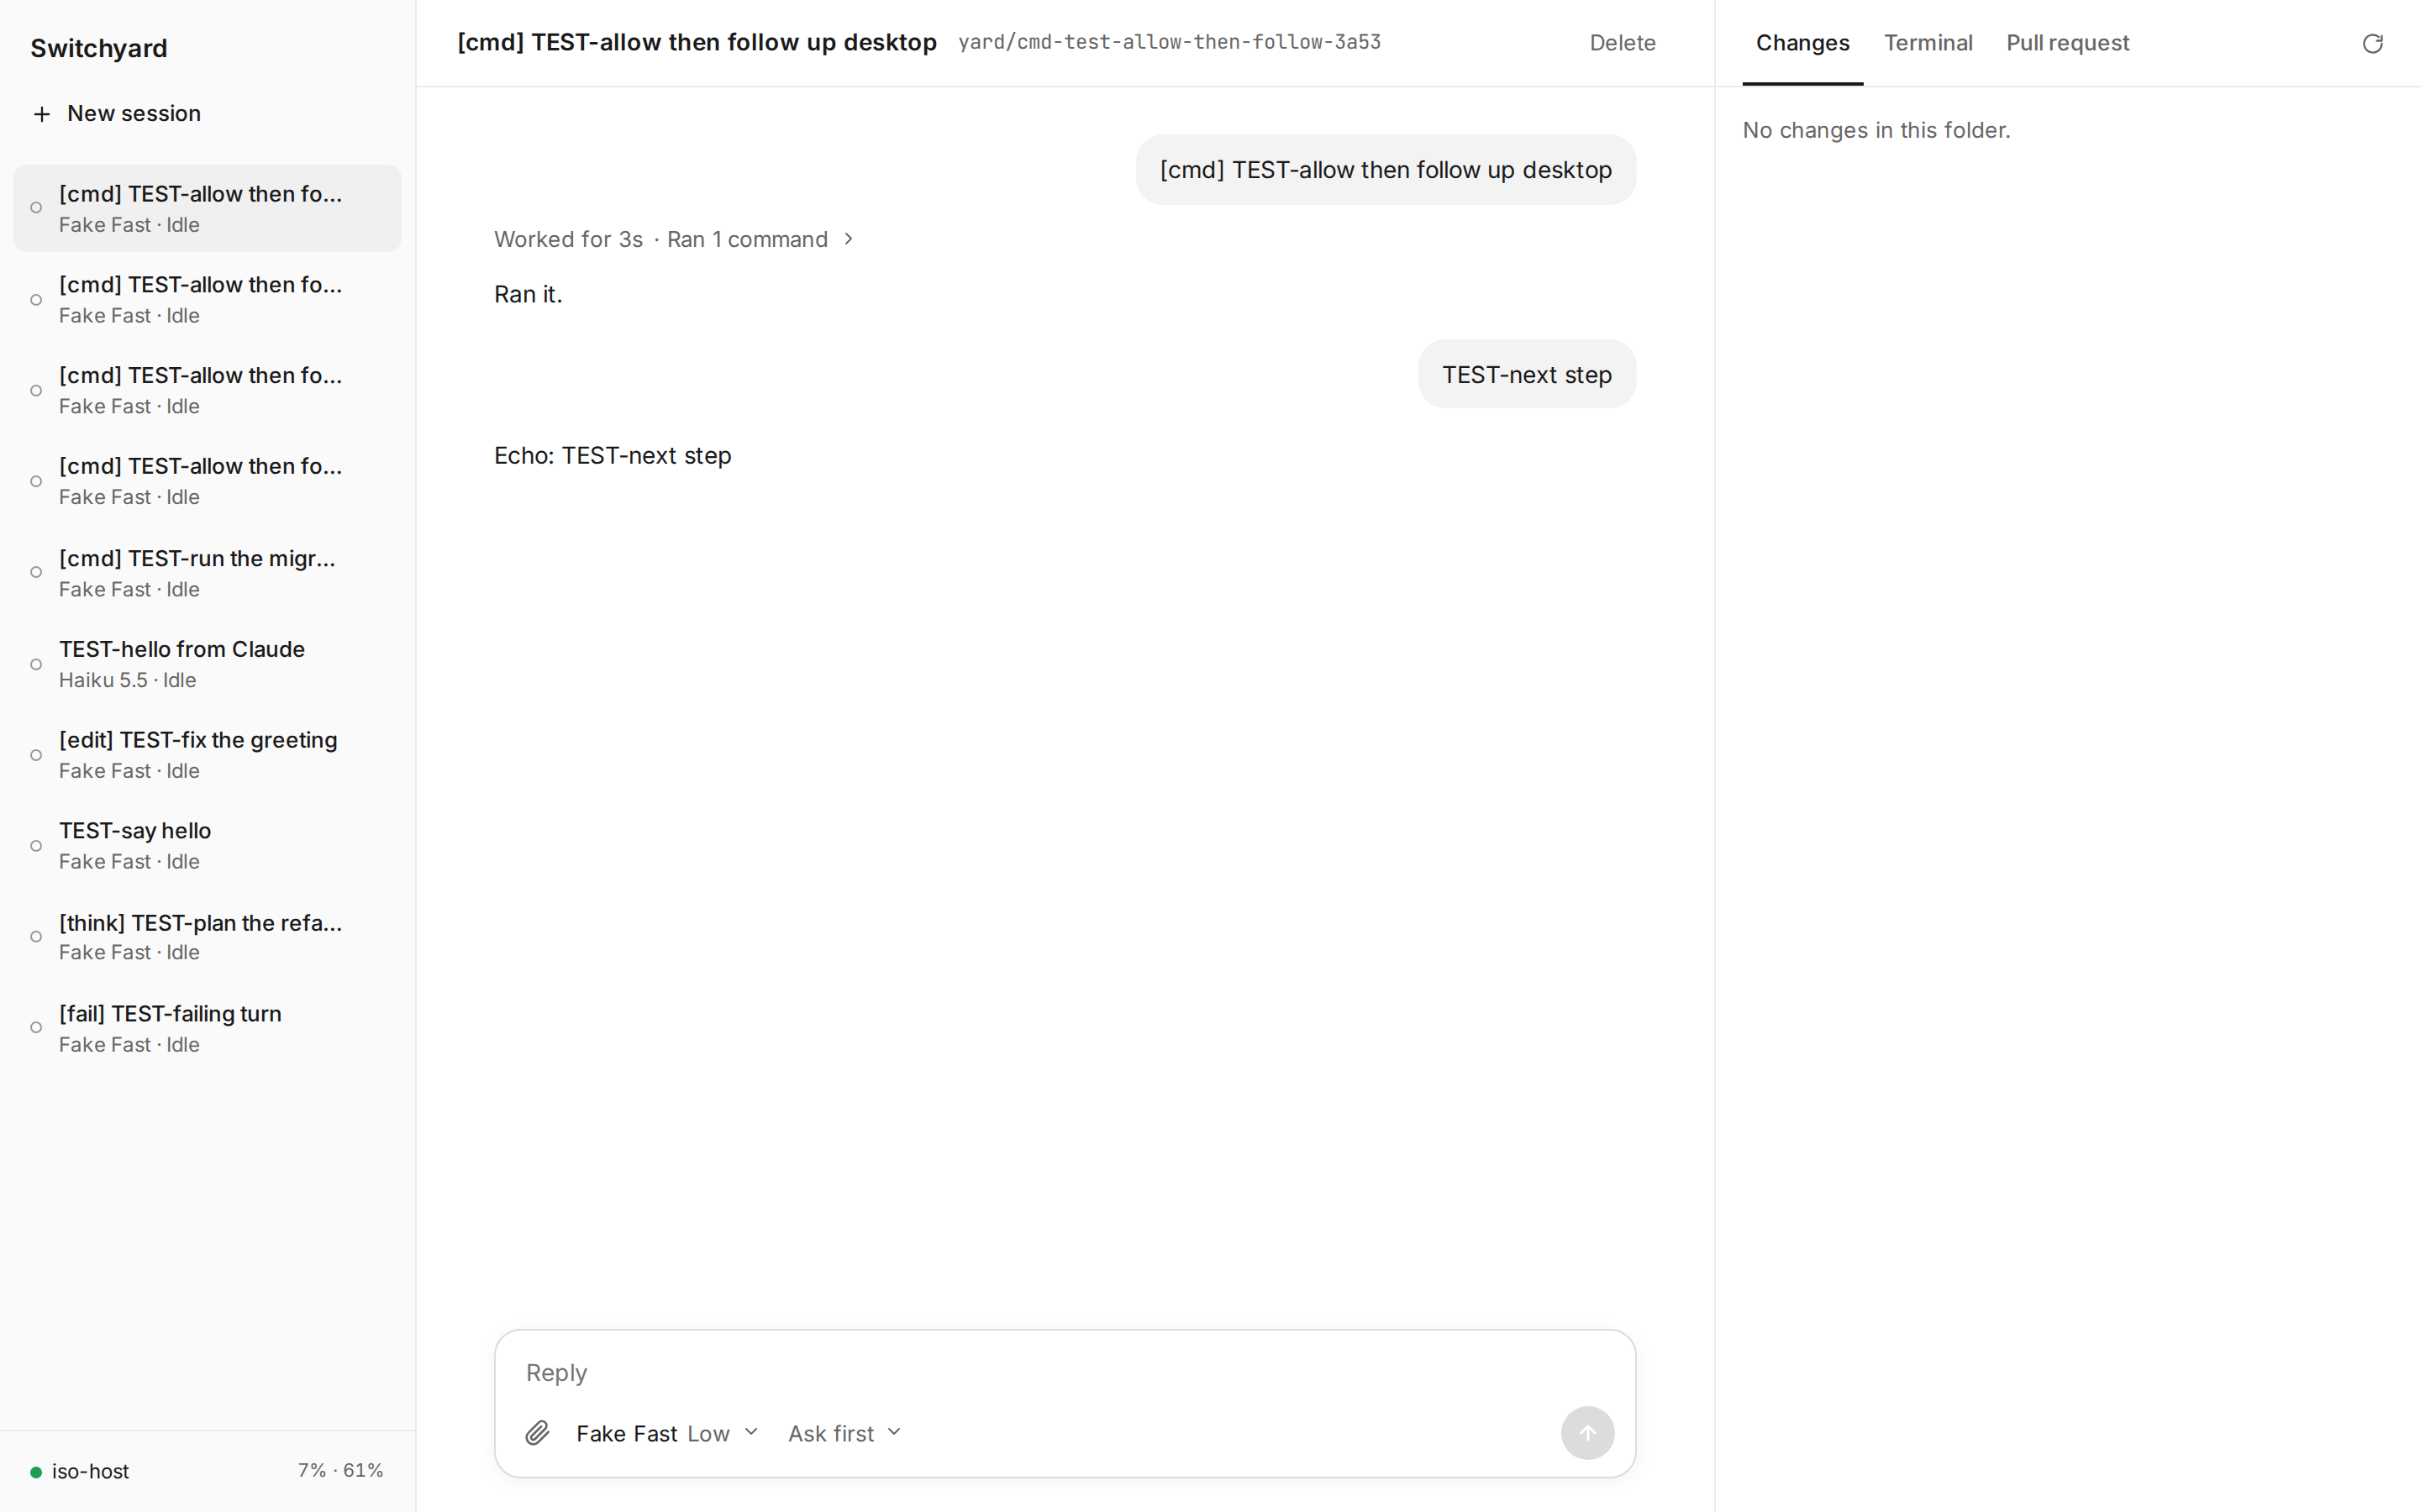 Switchyard
New session
[cmd] TEST-allow then fo...
Fake Fast · Idle
[cmd] TEST-allow then fo...
Fake Fast · Idle
[cmd] TEST-allow then fo...
Fake Fast · Idle
[cmd] TEST-allow then fo...
Fake Fast · Idle
[cmd] TEST-run the migr...
Fake Fast · Idle
TEST-hello from Claude
Haiku 5.5 · Idle
[edit] TEST-fix the greeting
Fake Fast · Idle
TEST-say hello
Fake Fast · Idle
[think] TEST-plan the refa...
Fake Fast · Idle
[fail] TEST-failing turn
Fake Fast · Idle
iso-host 7% · 61%
[cmd] TEST-allow then follow up desktop yard/cmd-test-allow-then-follow-3a53 Delete
[cmd] TEST-allow then follow up desktop
Worked for 3s · Ran 1 command
Ran it.
TEST-next step
Echo: TEST-next step
Reply
Fake Fast Low Ask first
Changes Terminal Pull request
No changes in this folder.